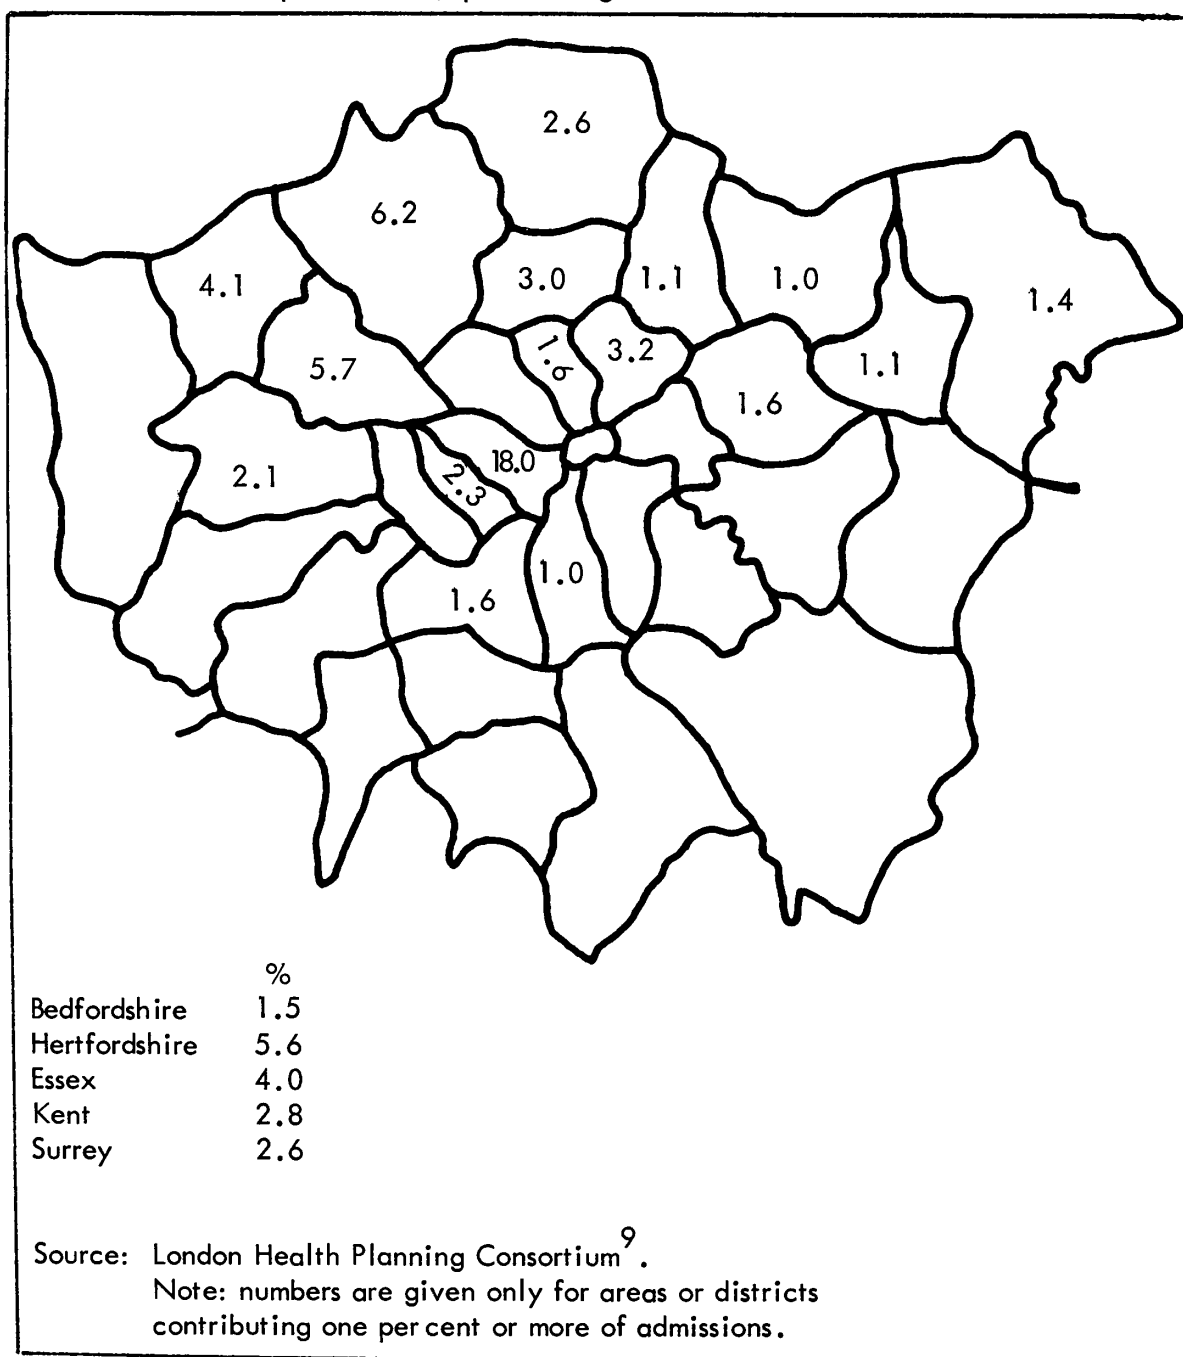 2.6
6.2
4.1
3.0
1.1
1.0
1.4
5.7
1.6
3.2
1.1
1.6
2.1
2.3
18.0
1.0
1.6
%
Bedfordshire 1.5
Hertfordshire 5.6
Essex 4.0
Kent 2.8
Surrey 2.6
Source: London Health Planning Consortium⁹.
Note: numbers are given only for areas or districts
contributing one per cent or more of admissions.